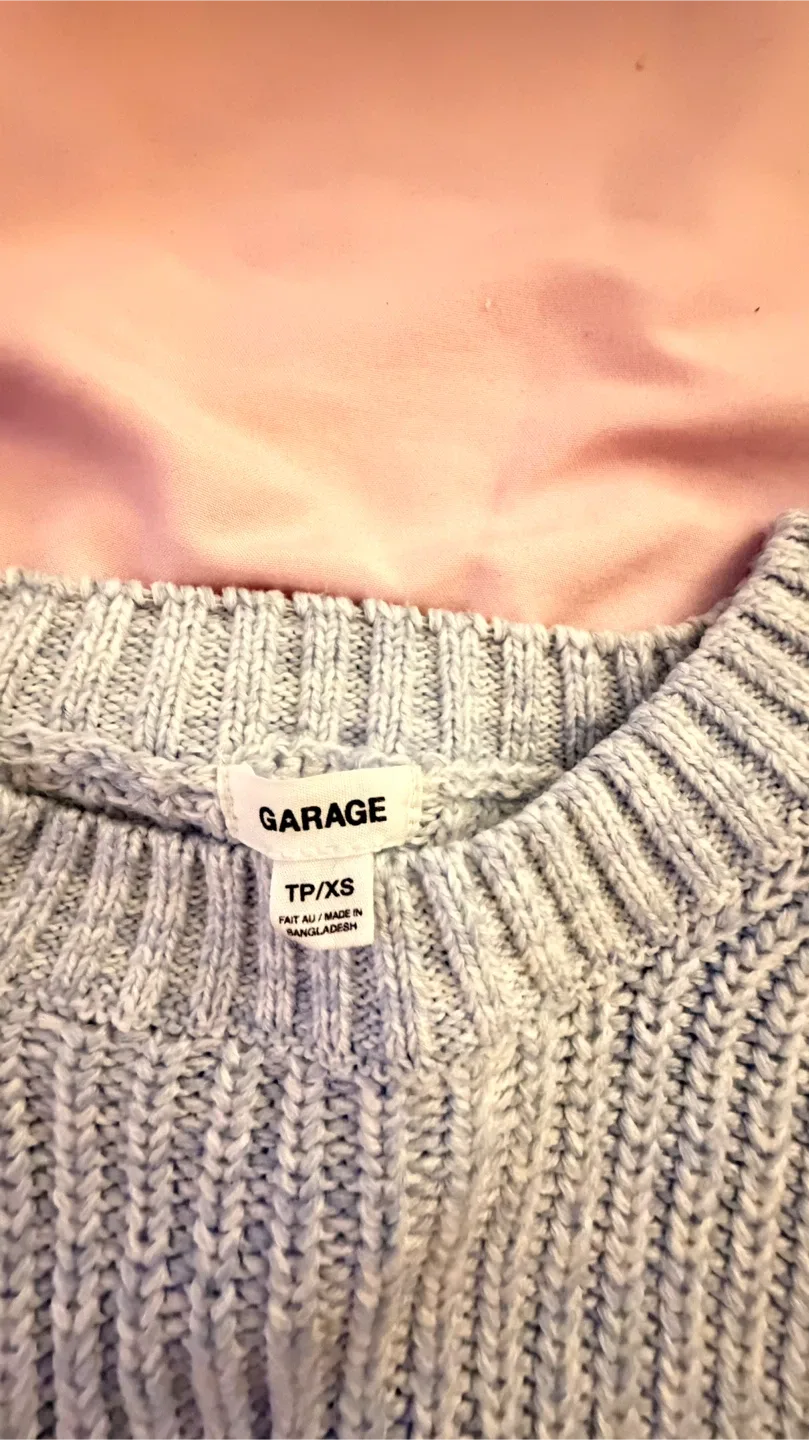 GARAGE
TP/XS
FAIT AU / MADE IN
BANGLADESH